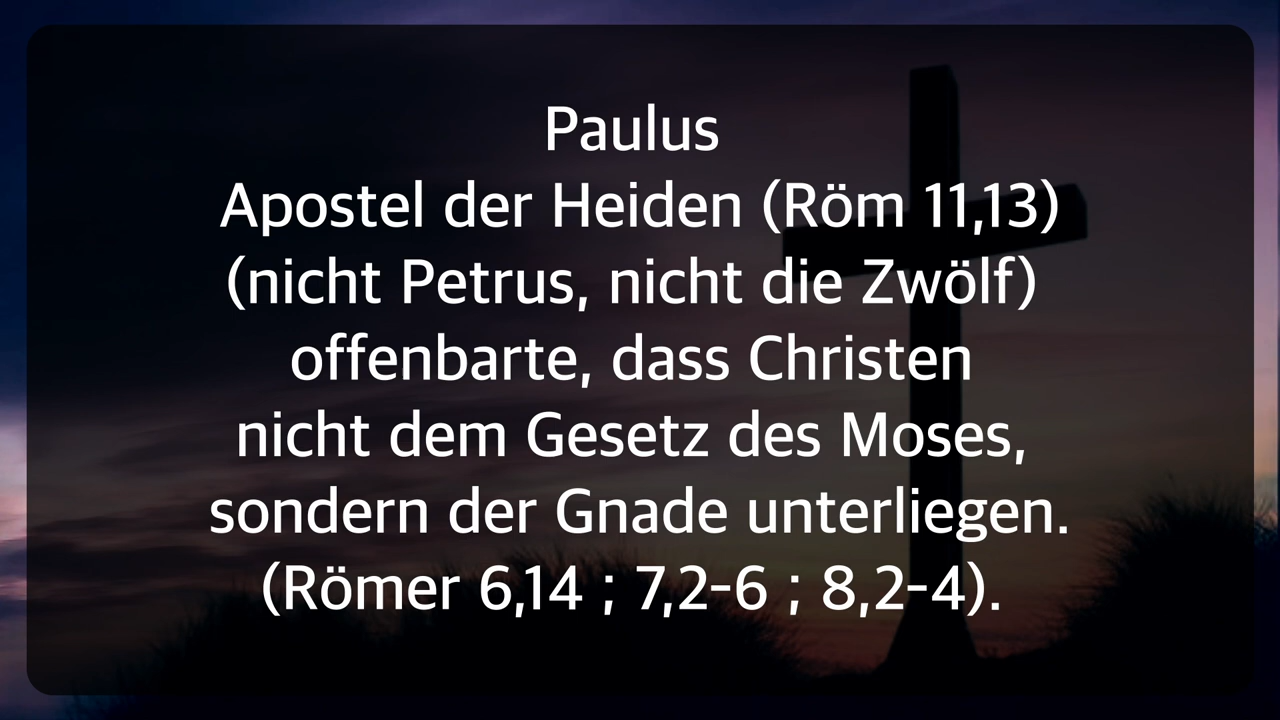 Paulus
Apostel der Heiden (Röm 11,13)
(nicht Petrus, nicht die Zwölf)
offenbarte, dass Christen
nicht dem Gesetz des Moses,
sondern der Gnade unterliegen.
(Römer 6,14 ; 7,2-6 ; 8,2-4).